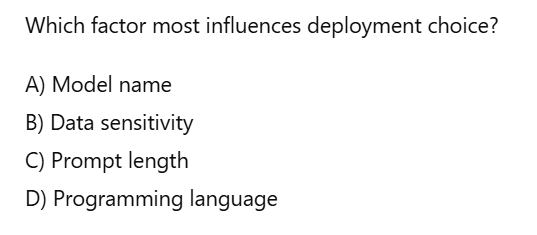 Which factor most influences deployment choice?
A) Model name
B) Data sensitivity
C) Prompt length
D) Programming language